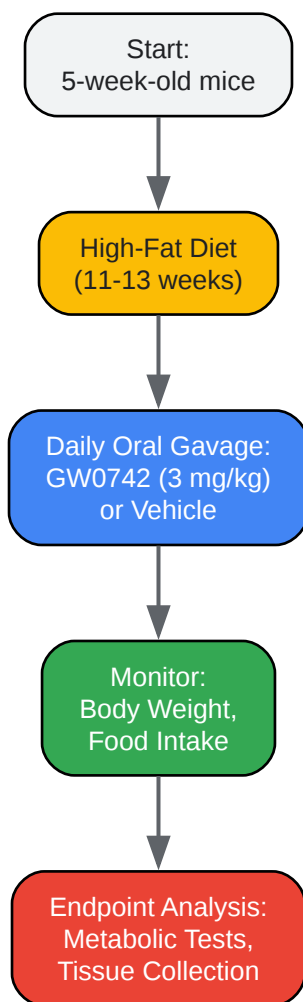 Start:
5-week-old mice
High-Fat Diet
(11-13 weeks)
Daily Oral Gavage:
GW0742 (3 mg/kg)
or Vehicle
Monitor:
Body Weight,
Food Intake
Endpoint Analysis:
Metabolic Tests,
Tissue Collection